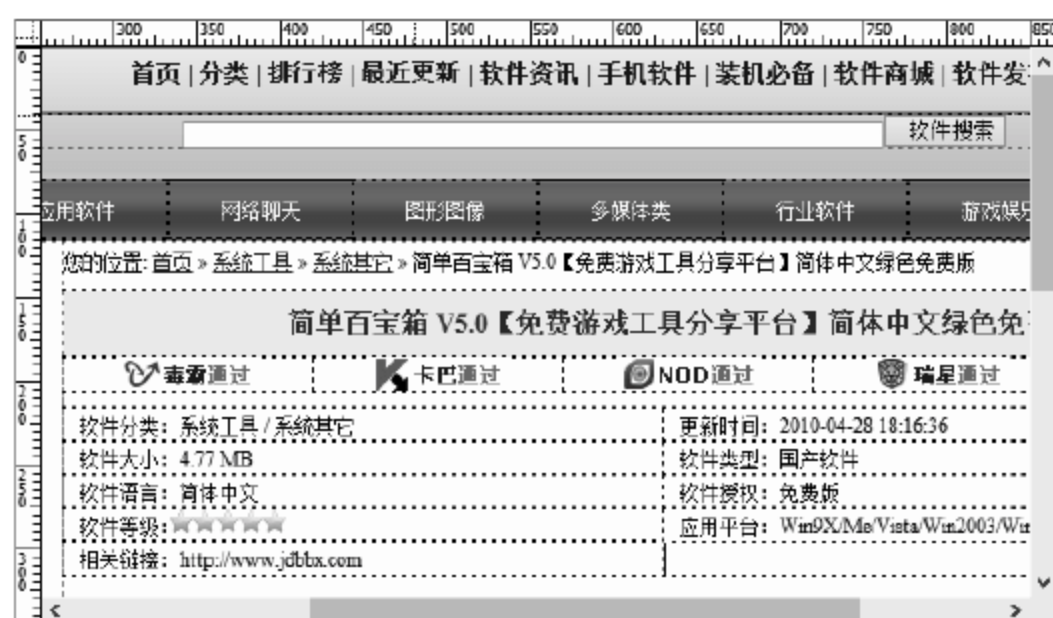 300 350 400 450 500 550 600 650 700 750 800 850
首页 | 分类 | 排行榜 | 最近更新 | 软件资讯 | 手机软件 | 装机必备 | 软件商城 | 软件发
软件搜索
应用软件 网络聊天 图形图像 多媒体类 行业软件 游戏娱乐
您的位置: 首页 » 系统工具 » 系统其它 » 简单百宝箱 V5.0【免费游戏工具分享平台】简体中文绿色免费版
简单百宝箱 V5.0【免费游戏工具分享平台】简体中文绿色免
毒霸通过 卡巴通过 NOD通过 瑞星通过
软件分类: 系统工具 / 系统其它 更新时间: 2010-04-28 18:16:36
软件大小: 4.77 MB 软件类型: 国产软件
软件语言: 简体中文 软件授权: 免费版
软件等级: 应用平台: Win9X/Me/Vista/Win2003/Win
相关链接: http://www.jdbbx.com
0 50 100 150 200 250 300